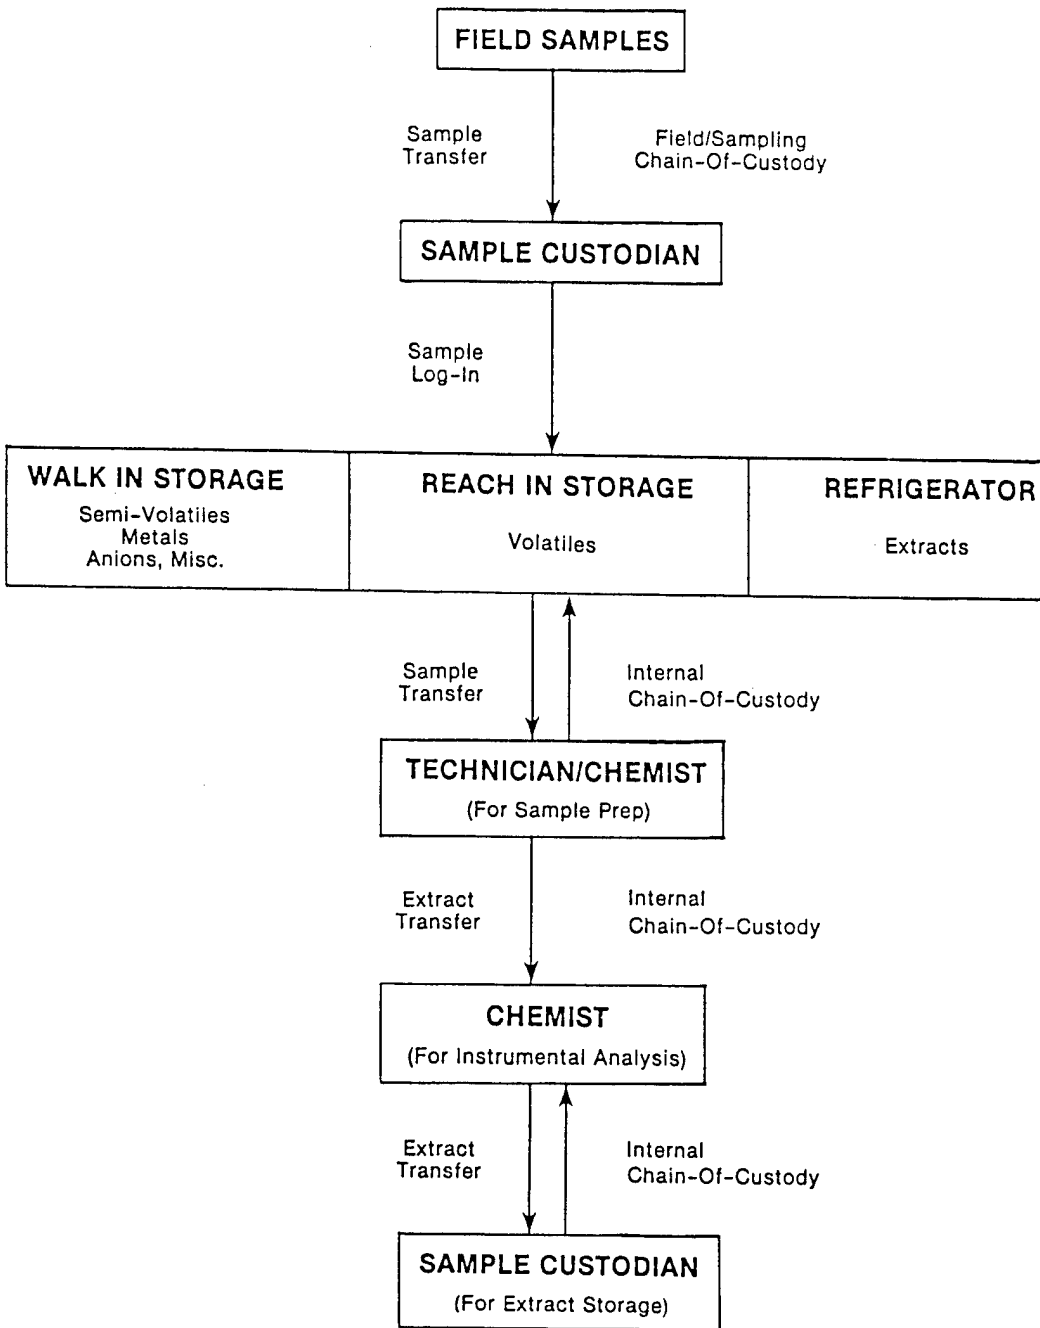 FIELD SAMPLES
Sample
Transfer
Field/Sampling
Chain-Of-Custody
SAMPLE CUSTODIAN
Sample
Log-In
WALK IN STORAGE
Semi-Volatiles
Metals
Anions, Misc.
REACH IN STORAGE
Volatiles
REFRIGERATOR
Extracts
Sample
Transfer
Internal
Chain-Of-Custody
TECHNICIAN/CHEMIST
(For Sample Prep)
Extract
Transfer
Internal
Chain-Of-Custody
CHEMIST
(For Instrumental Analysis)
Extract
Transfer
Internal
Chain-Of-Custody
SAMPLE CUSTODIAN
(For Extract Storage)